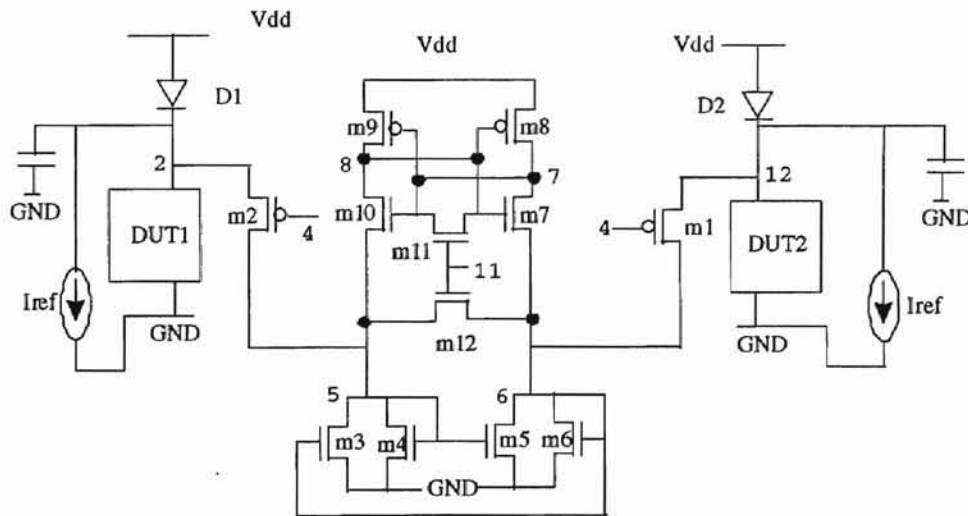 Vdd
Vdd
Vdd
D1
D2
m9
m8
8
7
2
12
GND
GND
m10
m7
m2
4
4
m1
DUT1
DUT2
m11
11
Iref
Iref
GND
GND
m12
5
6
m3
m4
m5
m6
GND